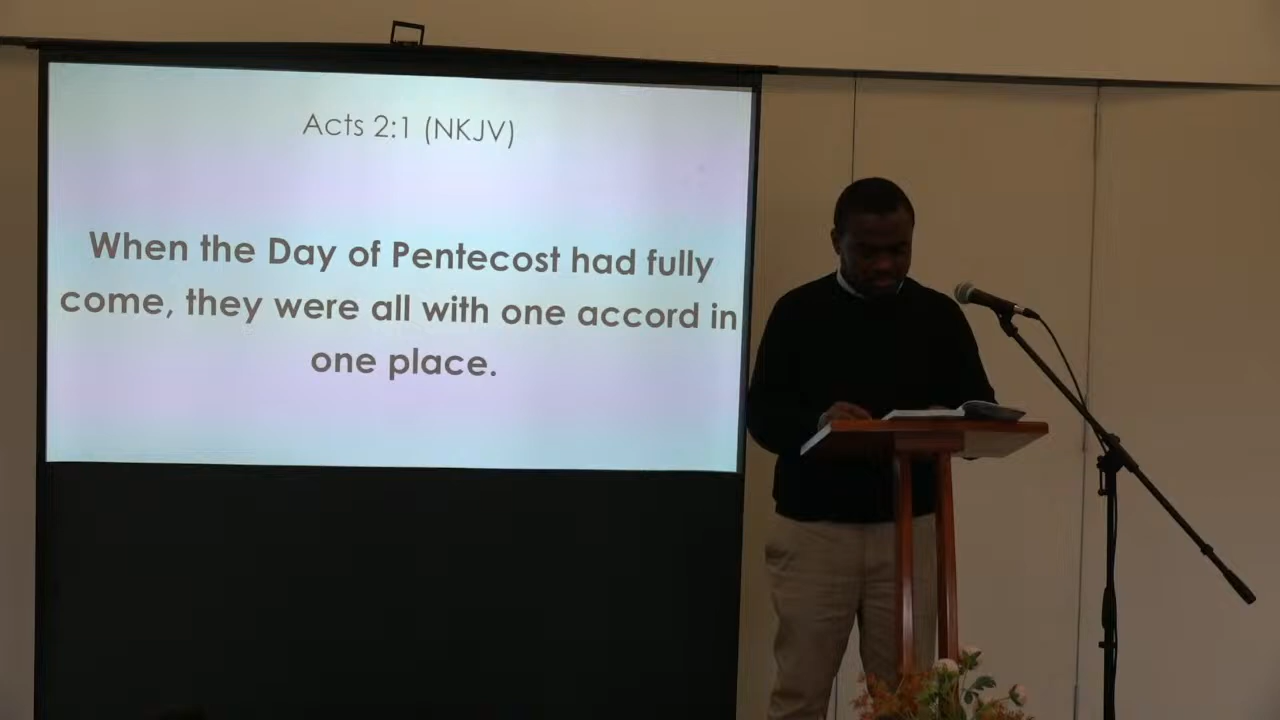 Acts 2:1 (NKJV)
When the Day of Pentecost had fully
come, they were all with one accord in
one place.